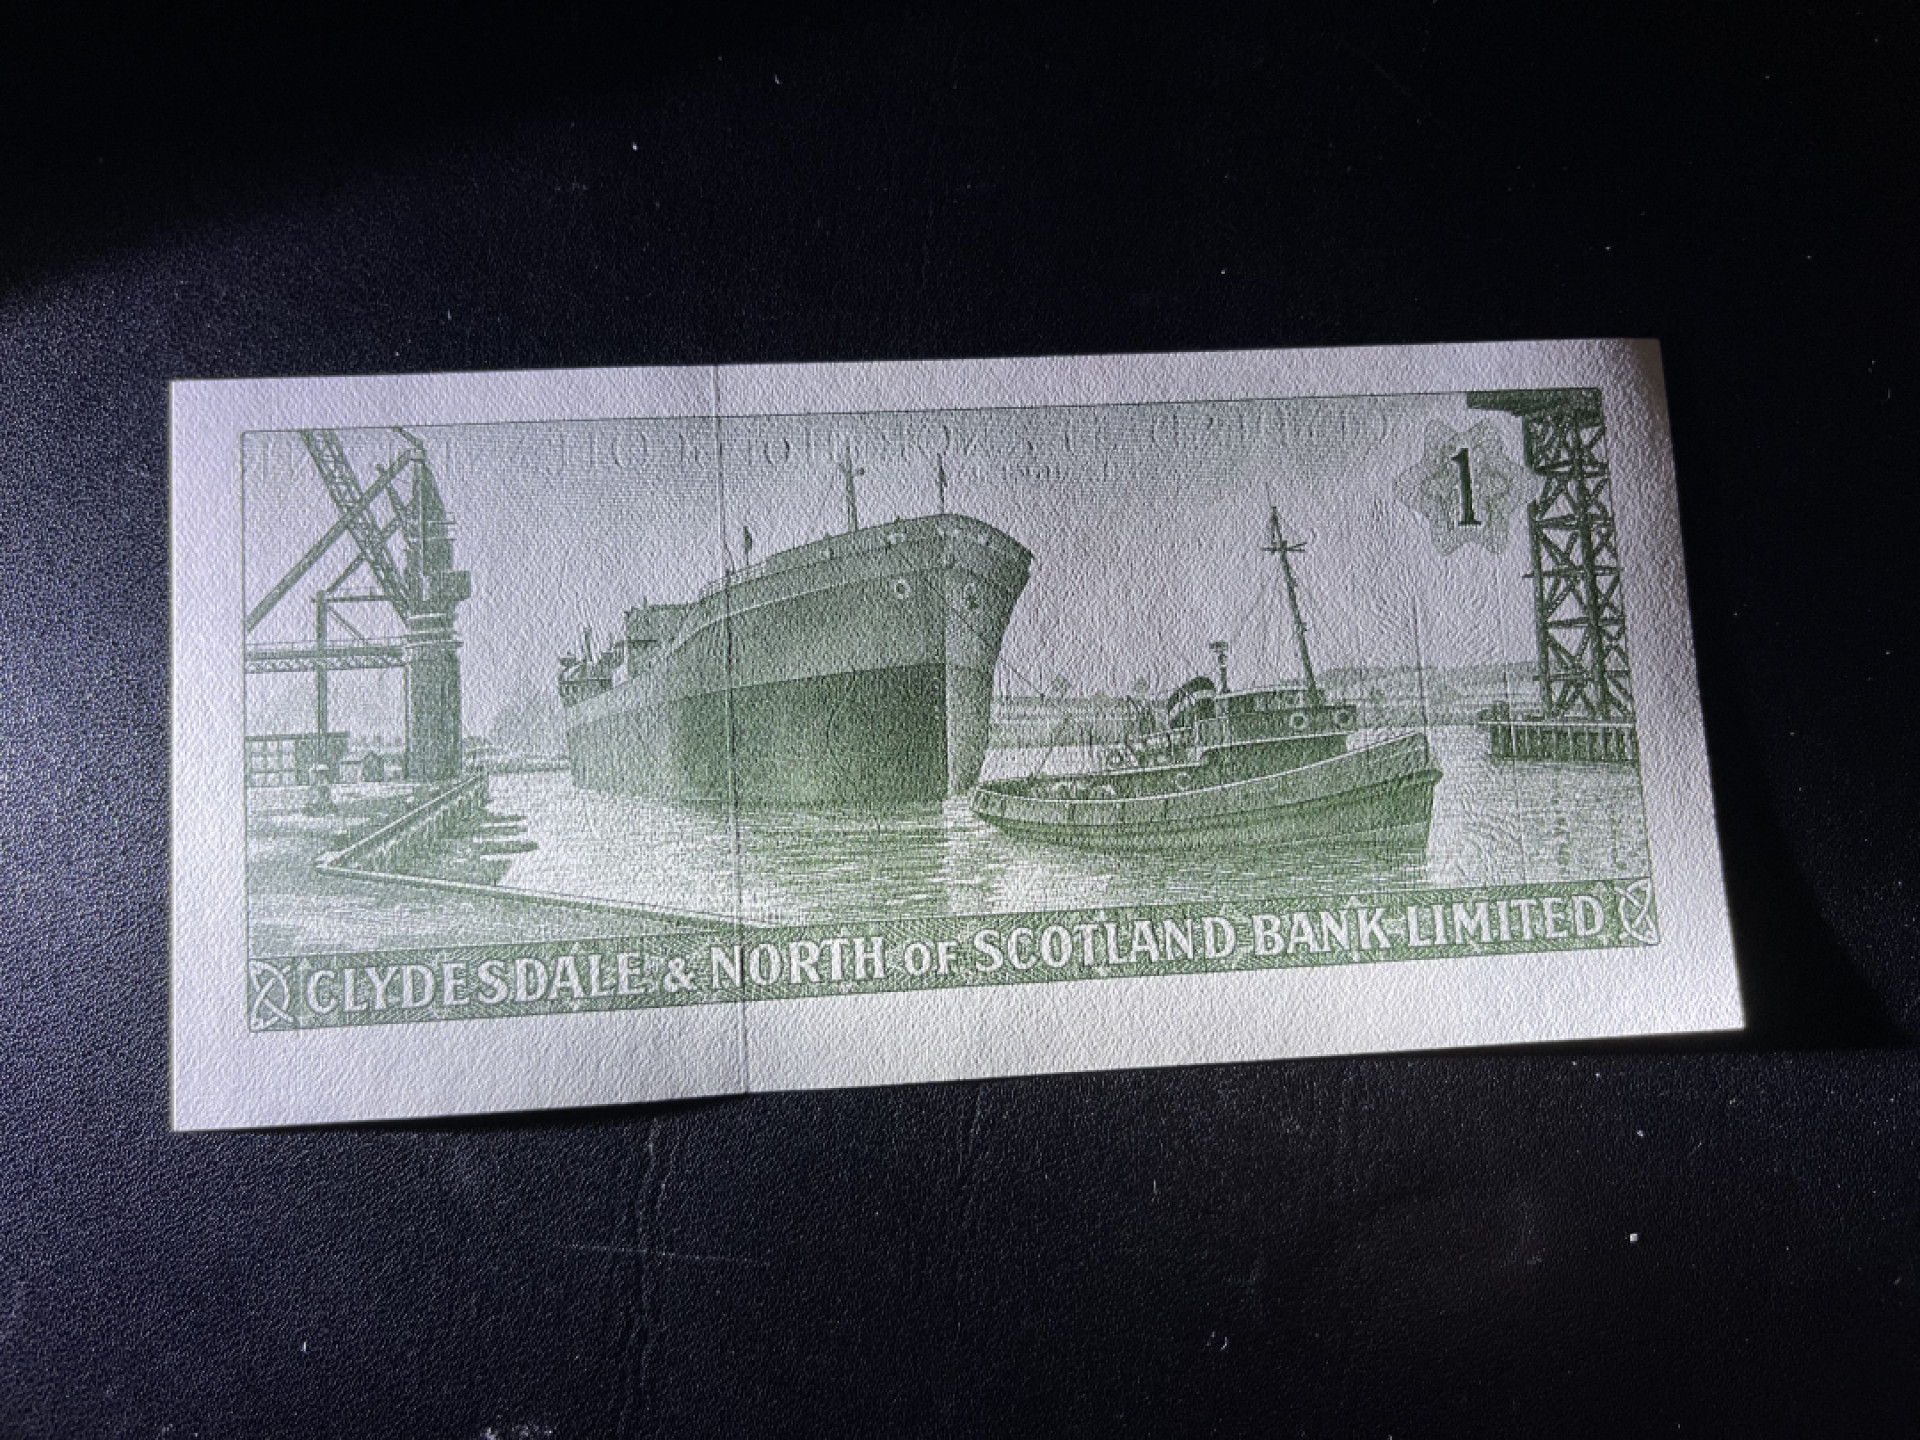 1
CLYDESDALE & NORTH OF SCOTLAND BANK LIMITED